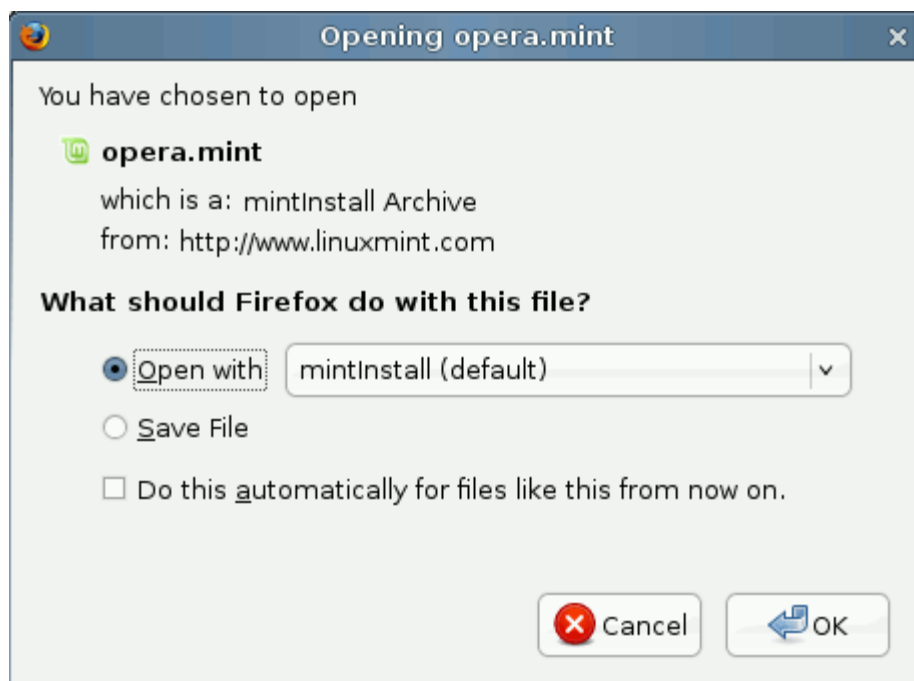 Opening opera.mint
You have chosen to open
opera.mint
which is a: mintInstall Archive
from: http://www.linuxmint.com
What should Firefox do with this file?
Open with mintInstall (default)
Save File
Do this automatically for files like this from now on.
Cancel OK